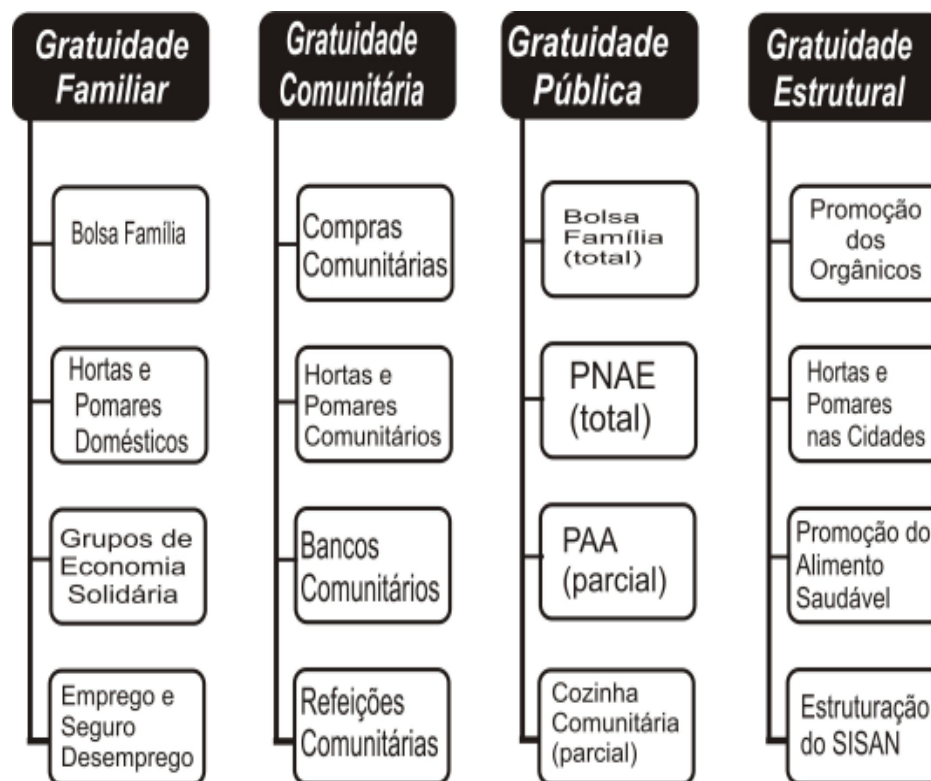 Gratuidade
Familiar
Bolsa Família
Hortas e
Pomares
Domésticos
Grupos de
Economia
Solidária
Emprego e
Seguro
Desemprego
Gratuidade
Comunitária
Compras
Comunitárias
Hortas e
Pomares
Comunitários
Bancos
Comunitários
Refeições
Comunitárias
Gratuidade
Pública
Bolsa
Família
(total)
PNAE
(total)
PAA
(parcial)
Cozinha
Comunitária
(parcial)
Gratuidade
Estrutural
Promoção
dos
Orgânicos
Hortas e
Pomares
nas Cidades
Promoção do
Alimento
Saudável
Estruturação
do SISAN